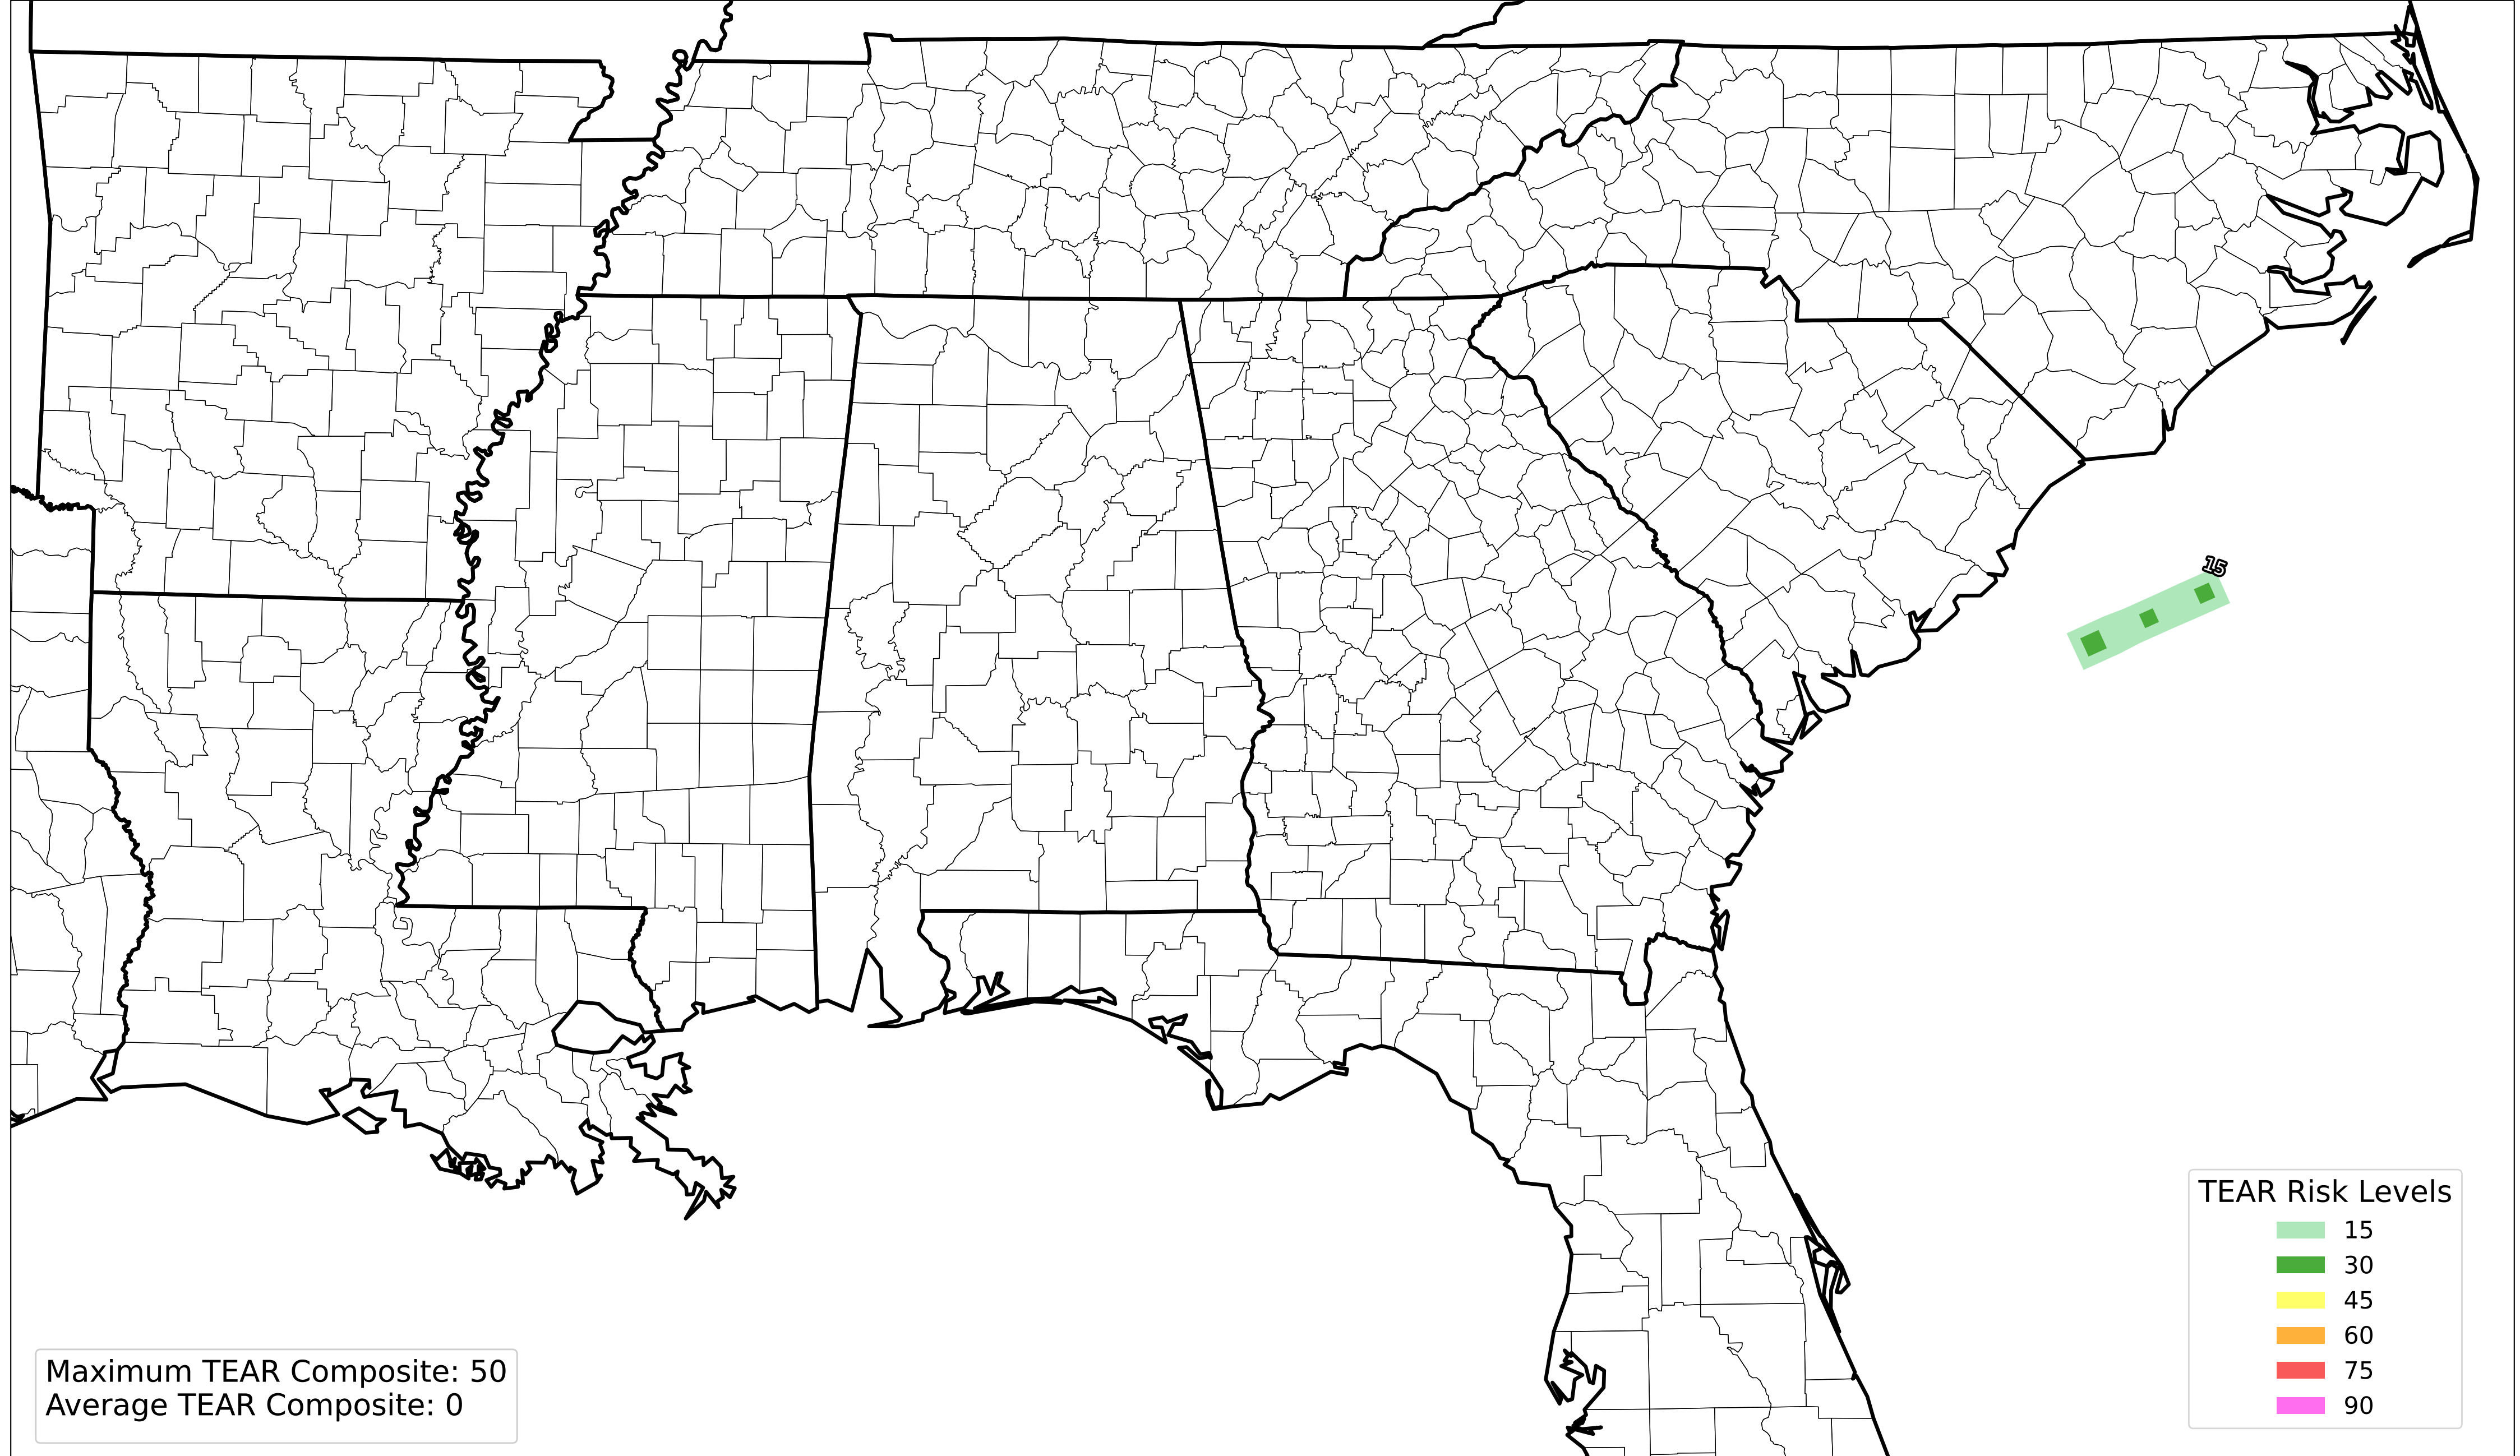 15
TEAR Risk Levels
15
30
45
60
75
90
Maximum TEAR Composite: 50
Average TEAR Composite: 0